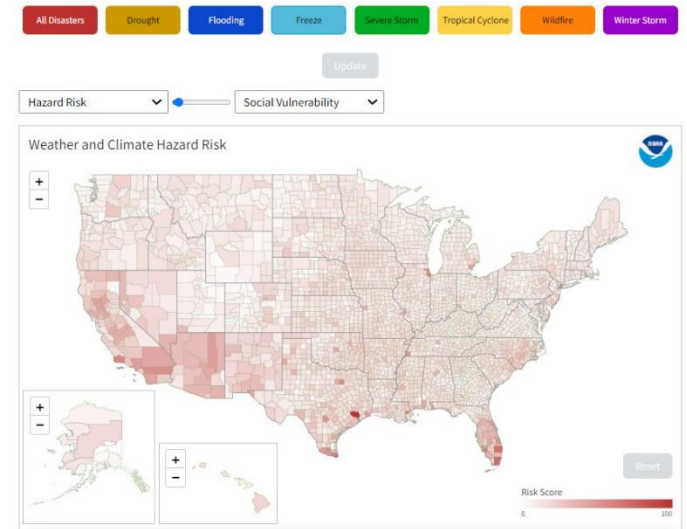 All Disasters
Drought
Flooding
Freeze
Severe Storm
Tropical Cyclone
Wildfire
Winter Storm
Update
Hazard Risk
Social Vulnerability
Weather and Climate Hazard Risk
NOAA
+
−
+
−
+
−
Reset
Risk Score
0
100